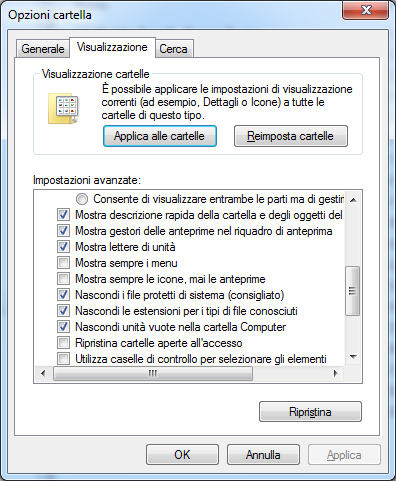 Opzioni cartella
Generale
Visualizzazione
Cerca
Visualizzazione cartelle
È possibile applicare le impostazioni di visualizzazione
correnti (ad esempio, Dettagli o Icone) a tutte le
cartelle di questo tipo.
Applica alle cartelle
Reimposta cartelle
Impostazioni avanzate:
Consente di visualizzare entrambe le parti ma di gestir
Mostra descrizione rapida della cartella e degli oggetti del
Mostra gestori delle anteprime nel riquadro di anteprima
Mostra lettere di unità
Mostra sempre i menu
Mostra sempre le icone, mai le anteprime
Nascondi i file protetti di sistema (consigliato)
Nascondi le estensioni per i tipi di file conosciuti
Nascondi unità vuote nella cartella Computer
Ripristina cartelle aperte all'accesso
Utilizza caselle di controllo per selezionare gli elementi
Ripristina
OK
Annulla
Applica